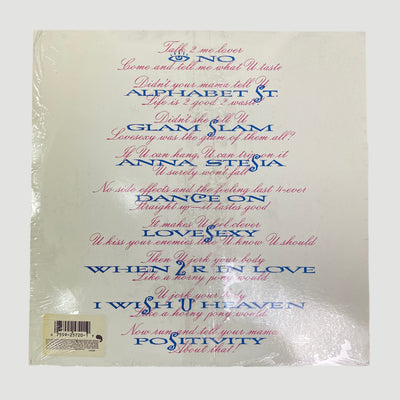 Talk 2 me lover
👁 NO
Come and tell me what U taste
Didn't your mama tell U
ALPHABET ST.
Life is 2 good 2 waste
Didn't she tell U
GLAM SLAM
Lovesexy was the glam of them all?
If U can hang, U can try on it
ANNA STESIA
U surely won't fall
No side effects and the feeling last 4-ever
DANCE ON
Straight up—it tastes good
It makes U feel clever
LOVESEXY
U kiss your enemies like U know U should
Then U jerk your body
WHEN 2 R IN LOVE
Like a horny pony would
U jerk your body
I WISH U HEAVEN
Like a horny pony would
Now run and tell your mama
POSITIVITY
About that!
7599-25720-1